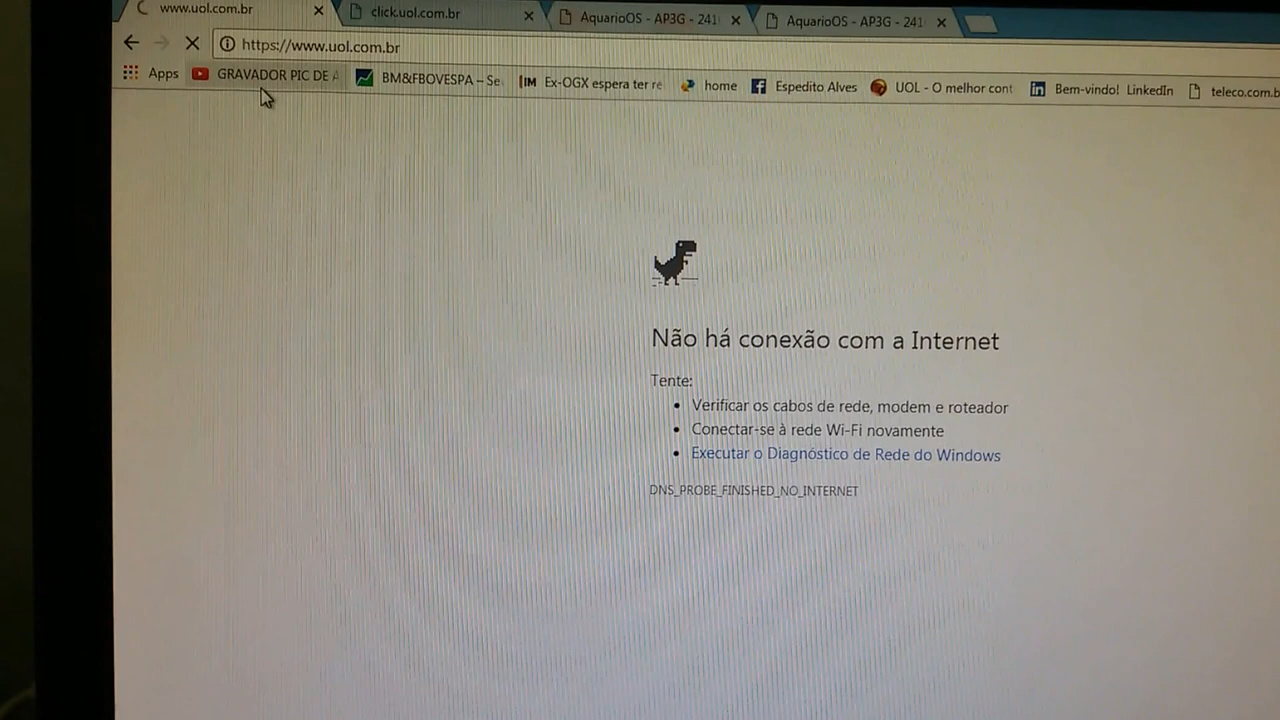 www.uol.com.br
click.uol.com.br
AquarioOS - AP3G - 241
AquarioOS - AP3G - 241
https://www.uol.com.br
Apps
GRAVADOR PIC DE A
BM&FBOVESPA – Se
Ex-OGX espera ter re
home
Espedito Alves
UOL - O melhor cont
Bem-vindo! LinkedIn
teleco.com.b
Não há conexão com a Internet
Tente:
Verificar os cabos de rede, modem e roteador
Conectar-se à rede Wi-Fi novamente
Executar o Diagnóstico de Rede do Windows
DNS_PROBE_FINISHED_NO_INTERNET